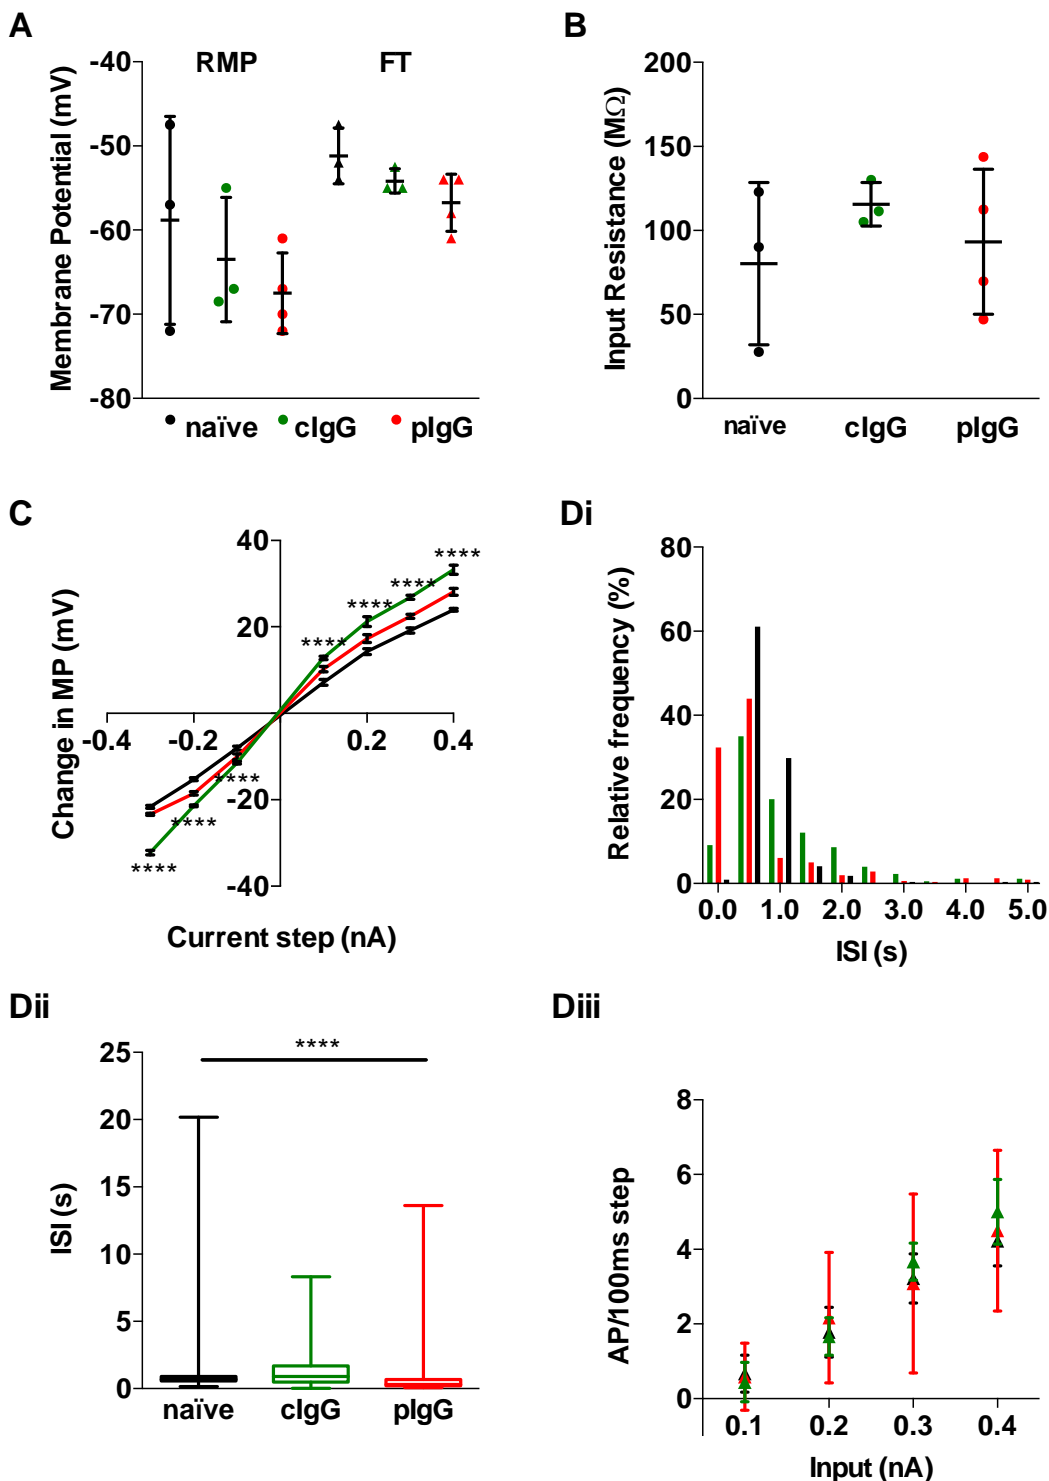 A
RMP FT
Membrane Potential (mV)
-40
-50
-60
-70
-80
naïve cIgG pIgG
B
Input Resistance (MΩ)
200
150
100
50
0
naïve cIgG pIgG
C
Change in MP (mV)
40
20
-20
-40
-0.4 -0.2 0.2 0.4
**** **** **** ****
****
****
****
Current step (nA)
Di
Relative frequency (%)
80
60
40
20
0
0.0 1.0 2.0 3.0 4.0 5.0
ISI (s)
Dii
****
ISI (s)
25
20
15
10
5
0
naïve cIgG pIgG
Diii
AP/100ms step
8
6
4
2
0
0.1 0.2 0.3 0.4
Input (nA)